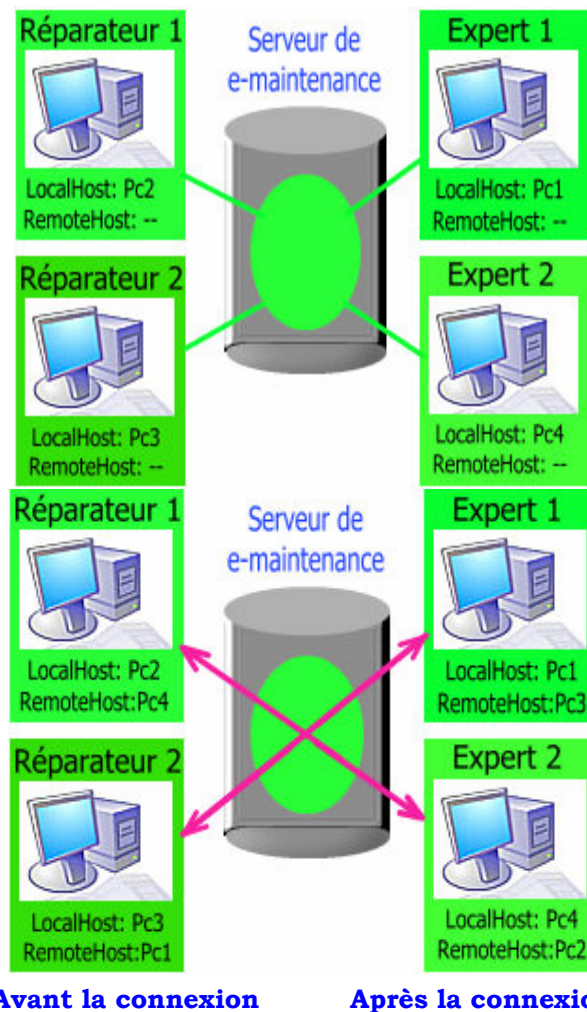 Réparateur 1
LocalHost: Pc2
RemoteHost: --
Serveur de
e-maintenance
Expert 1
LocalHost: Pc1
RemoteHost: --
Réparateur 2
LocalHost: Pc3
RemoteHost: --
Expert 2
LocalHost: Pc4
RemoteHost: --
Réparateur 1
LocalHost: Pc2
RemoteHost:Pc4
Serveur de
e-maintenance
Expert 1
LocalHost: Pc1
RemoteHost:Pc3
Réparateur 2
LocalHost: Pc3
RemoteHost:Pc1
Expert 2
LocalHost: Pc4
RemoteHost:Pc2
Avant la connexion
Après la connexio